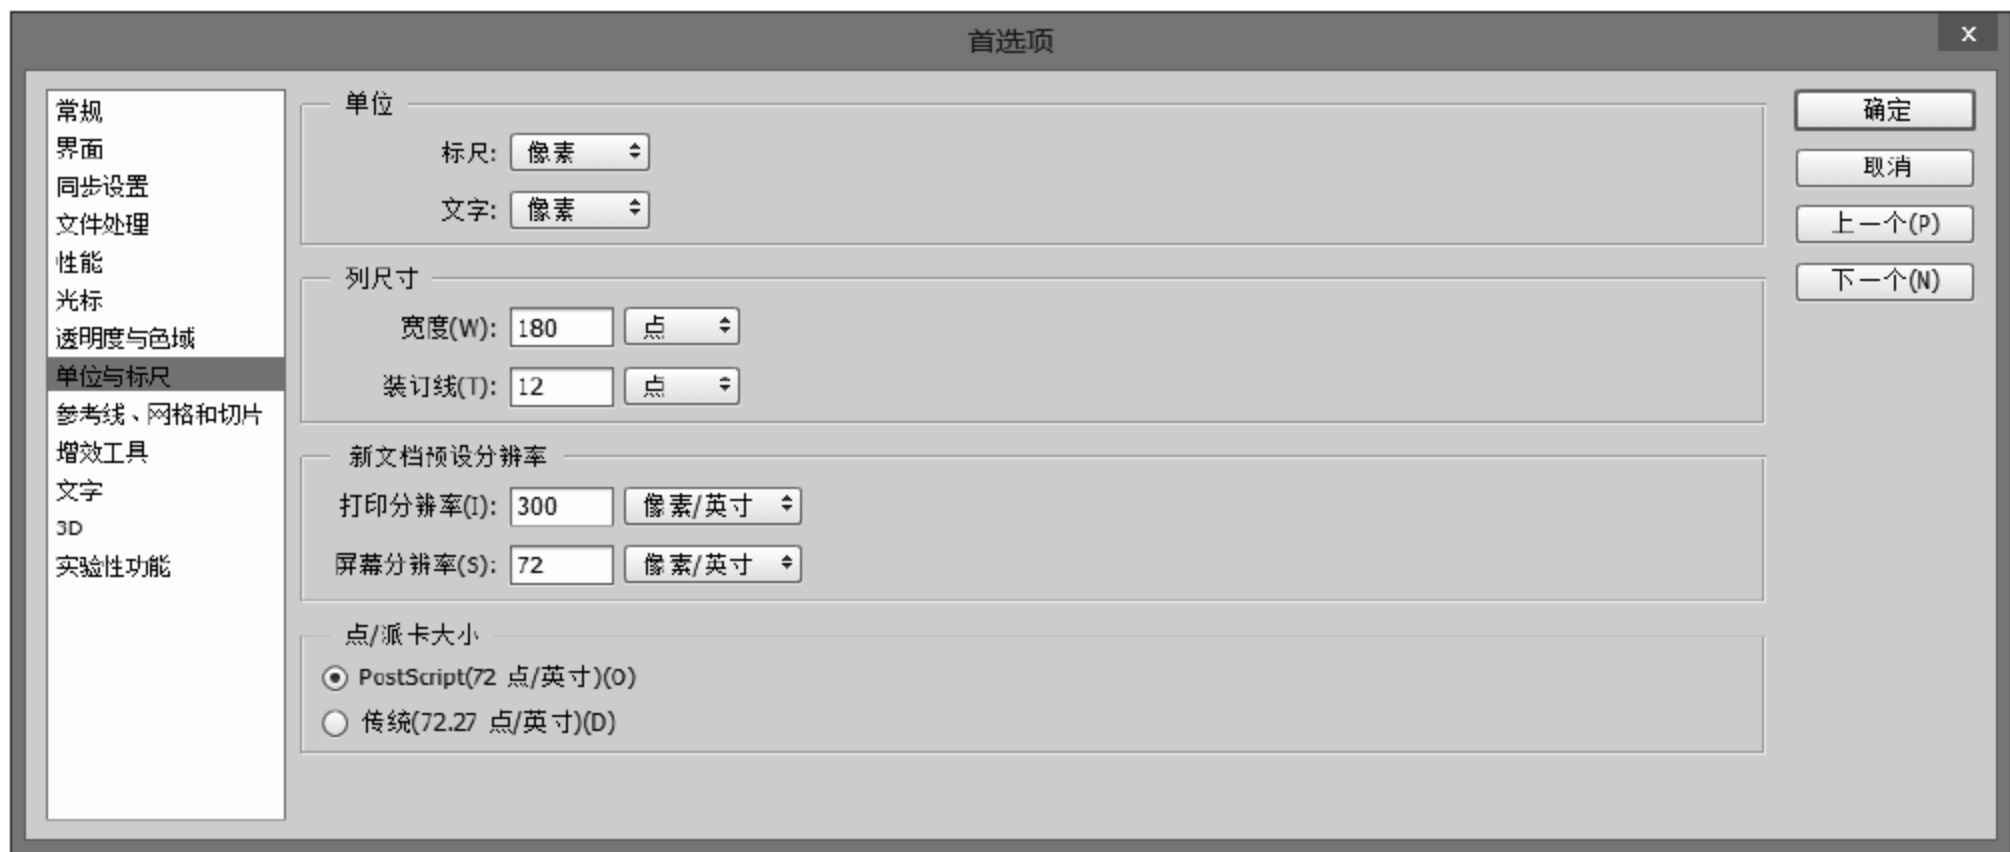 首选项
x
常规
界面
同步设置
文件处理
性能
光标
透明度与色域
单位与标尺
参考线、网格和切片
增效工具
文字
3D
实验性功能
单位
标尺: 像素
文字: 像素
列尺寸
宽度(W): 180 点
装订线(T): 12 点
新文档预设分辨率
打印分辨率(I): 300 像素/英寸
屏幕分辨率(S): 72 像素/英寸
点/派卡大小
PostScript(72 点/英寸)(O)
传统(72.27 点/英寸)(D)
确定
取消
上一个(P)
下一个(N)